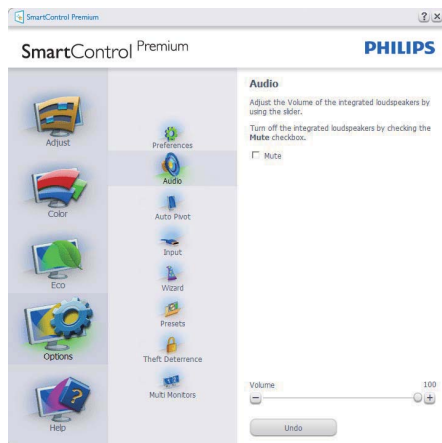 SmartControl Premium
SmartControl Premium
PHILIPS
Adjust
Color
Eco
Options
Help
Preferences
Audio
Auto Pivot
Input
Wizard
Presets
Theft Deterrence
Multi Monitors
Audio
Adjust the Volume of the integrated loudspeakers by
using the slider.
Turn off the integrated loudspeakers by checking the
Mute checkbox.
Mute
Volume 100
Undo